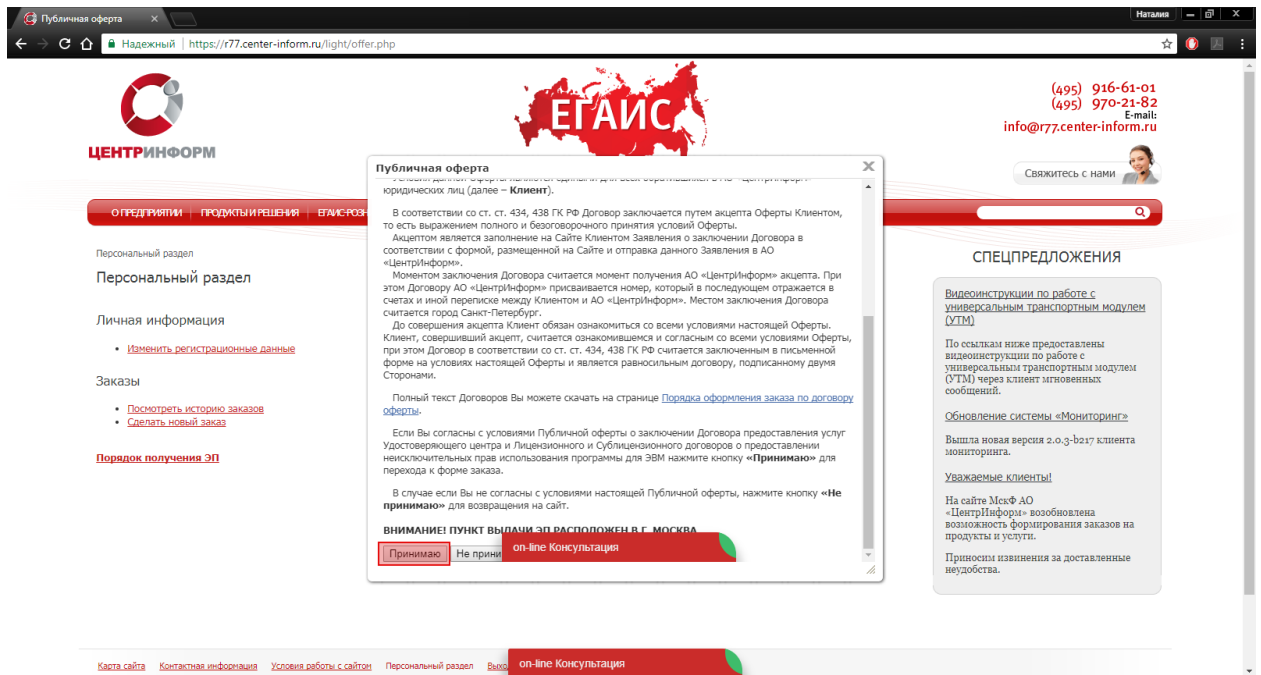 Публичная оферта
Наталия
Надежный
https://r77.center-inform.ru/light/offer.php
ЦЕНТРИНФОРМ
ЕГАИС
(495) 916-61-01
(495) 970-21-82
E-mail:
info@r77.center-inform.ru
Свяжитесь с нами
О ПРЕДПРИЯТИИ
ПРОДУКТЫ И РЕШЕНИЯ
Персональный раздел
Персональный раздел
Личная информация
• Изменить регистрационные данные
Заказы
• Посмотреть историю заказов
• Сделать новый заказ
Порядок получения ЭП
Публичная оферта
юридических лиц (далее – Клиент).
В соответствии со ст. ст. 434, 438 ГК РФ Договор заключается путем акцепта Оферты Клиентом,
то есть выражением полного и безоговорочного принятия условий Оферты.
Акцептом является заполнение на Сайте Клиентом Заявления о заключении Договора в
соответствии с формой, размещенной на Сайте и отправка данного Заявления в АО
«ЦентрИнформ».
Моментом заключения Договора считается момент получения АО «ЦентрИнформ» акцепта. При
этом Договору АО «ЦентрИнформ» присваивается номер, который в последующем отражается в
счетах и иной переписке между Клиентом и АО «ЦентрИнформ». Местом заключения Договора
считается город Санкт-Петербург.
До совершения акцепта Клиент обязан ознакомиться со всеми условиями настоящей Оферты.
Клиент, совершивший акцепт, считается ознакомившемся и согласным со всеми условиями Оферты,
при этом Договор в соответствии со ст. ст. 434, 438 ГК РФ считается заключенным в письменной
форме на условиях настоящей Оферты и является равносильным договору, подписанному двумя
Сторонами.
Полный текст Договоров Вы можете скачать на странице Порядка оформления заказа по договору
оферты.
Если Вы согласны с условиями Публичной оферты о заключении Договора предоставления услуг
Удостоверяющего центра и Лицензионного и Сублицензионного договоров о предоставлении
неисключительных прав использования программы для ЭВМ нажмите кнопку «Принимаю» для
перехода к форме заказа.
В случае если Вы не согласны с условиями настоящей Публичной оферты, нажмите кнопку «Не
принимаю» для возвращения на сайт.
ВНИМАНИЕ! ПУНКТ ВЫДАЧИ ЭП РАСПОЛОЖЕН В Г. МОСКВА
Принимаю
Не прини
on-line Консультация
СПЕЦПРЕДЛОЖЕНИЯ
Видеоинструкции по работе с
универсальным транспортным модулем
(УТМ)
По ссылкам ниже предоставлены
видеоинструкции по работе с
универсальным транспортным модулем
(УТМ) через клиент мгновенных
сообщений.
Обновление системы «Мониторинг»
Вышла новая версия 2.0.3-b217 клиента
мониторинга.
Уважаемые клиенты!
На сайте МскФ АО
«ЦентрИнформ» возобновлена
возможность формирования заказов на
продукты и услуги.
Приносим извинения за доставленные
неудобства.
Карта сайта
Контактная информация
Условия работы с сайтом
Персональный раздел
Выхо
on-line Консультация